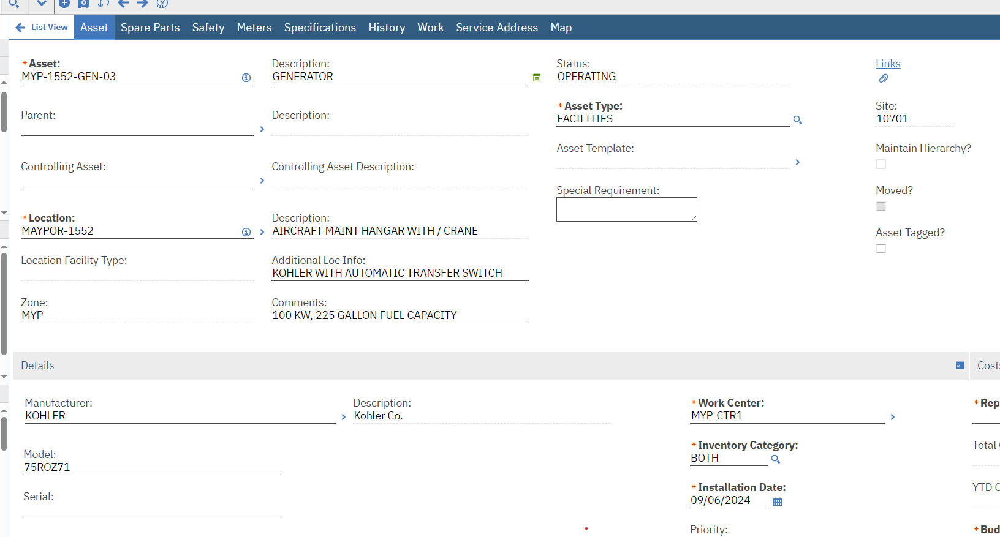 List View
Asset
Spare Parts
Safety
Meters
Specifications
History
Work
Service Address
Map
Asset:
MYP-1552-GEN-03
Description:
GENERATOR
Status:
OPERATING
Links
Asset Type:
FACILITIES
Site:
10701
Parent:
Description:
Asset Template:
Maintain Hierarchy?
Controlling Asset:
Controlling Asset Description:
Special Requirement:
Moved?
Location:
MAYPOR-1552
Description:
AIRCRAFT MAINT HANGAR WITH / CRANE
Asset Tagged?
Location Facility Type:
Additional Loc Info:
KOHLER WITH AUTOMATIC TRANSFER SWITCH
Zone:
MYP
Comments:
100 KW, 225 GALLON FUEL CAPACITY
Details
Manufacturer:
KOHLER
Description:
Kohler Co.
Work Center:
MYP_CTR1
Inventory Category:
BOTH
Total
Model:
75ROZ71
Installation Date:
09/06/2024
YTD
Serial:
Priority: